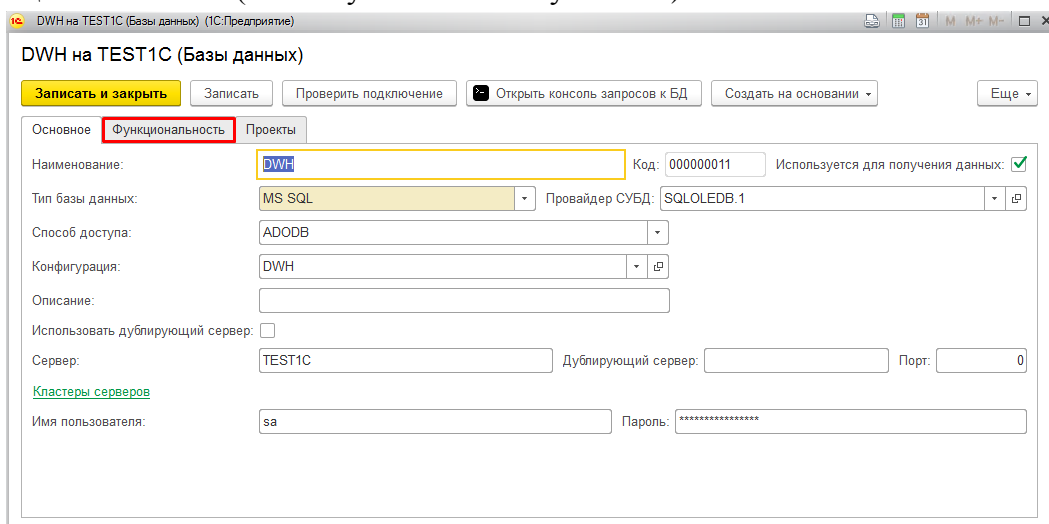 DWH на TEST1C (Базы данных) (1С:Предприятие) M M+ M-
DWH на TEST1C (Базы данных)
Записать и закрыть Записать Проверить подключение Открыть консоль запросов к БД Создать на основании Еще
Основное Функциональность Проекты
Наименование: DWH Код: 000000011 Используется для получения данных:
Тип базы данных: MS SQL Провайдер СУБД: SQLOLEDB.1
Способ доступа: ADODB
Конфигурация: DWH
Описание:
Использовать дублирующий сервер:
Сервер: TEST1C Дублирующий сервер: Порт: 0
Кластеры серверов
Имя пользователя: sa Пароль: ****************